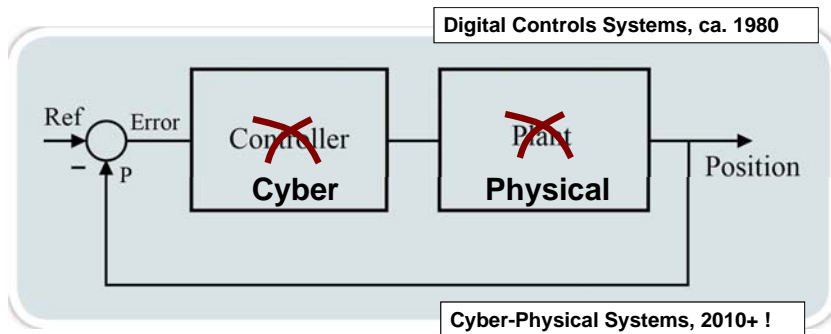 Digital Controls Systems, ca. 1980
Ref
Error
Controller
Plant
Cyber
Physical
Position
−
P
Cyber-Physical Systems, 2010+ !